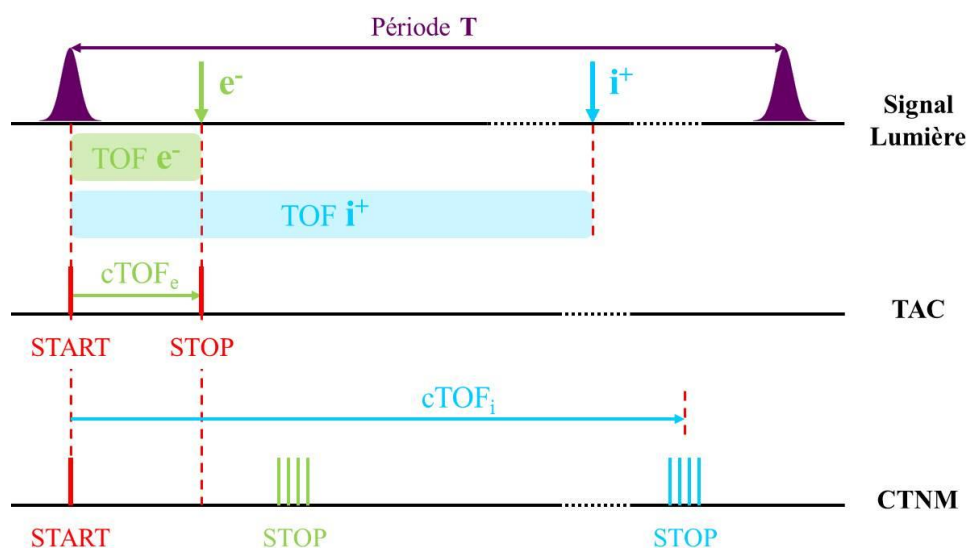 Période T
e⁻
i⁺
Signal
Lumière
TOF e⁻
TOF i⁺
cTOFₑ
TAC
START
STOP
cTOFᵢ
CTNM
START
STOP
STOP